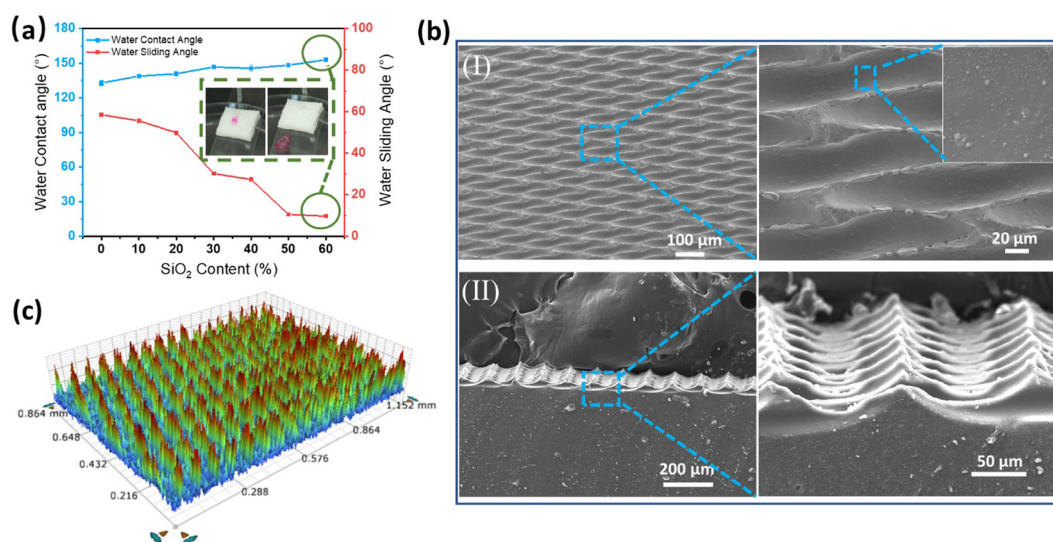 (a)
180
150
120
90
60
30
0
Water Contact angle (°)
Water Contact Angle
Water Sliding Angle
100
80
60
40
20
0
Water Sliding Angle (°)
0 10 20 30 40 50 60
SiO₂ Content (%)
(b)
(I)
100 μm
20 μm
(II)
200 μm
50 μm
(c)
0.864 mm
0.648
0.432
0.216
1.152 mm
0.864
0.576
0.288